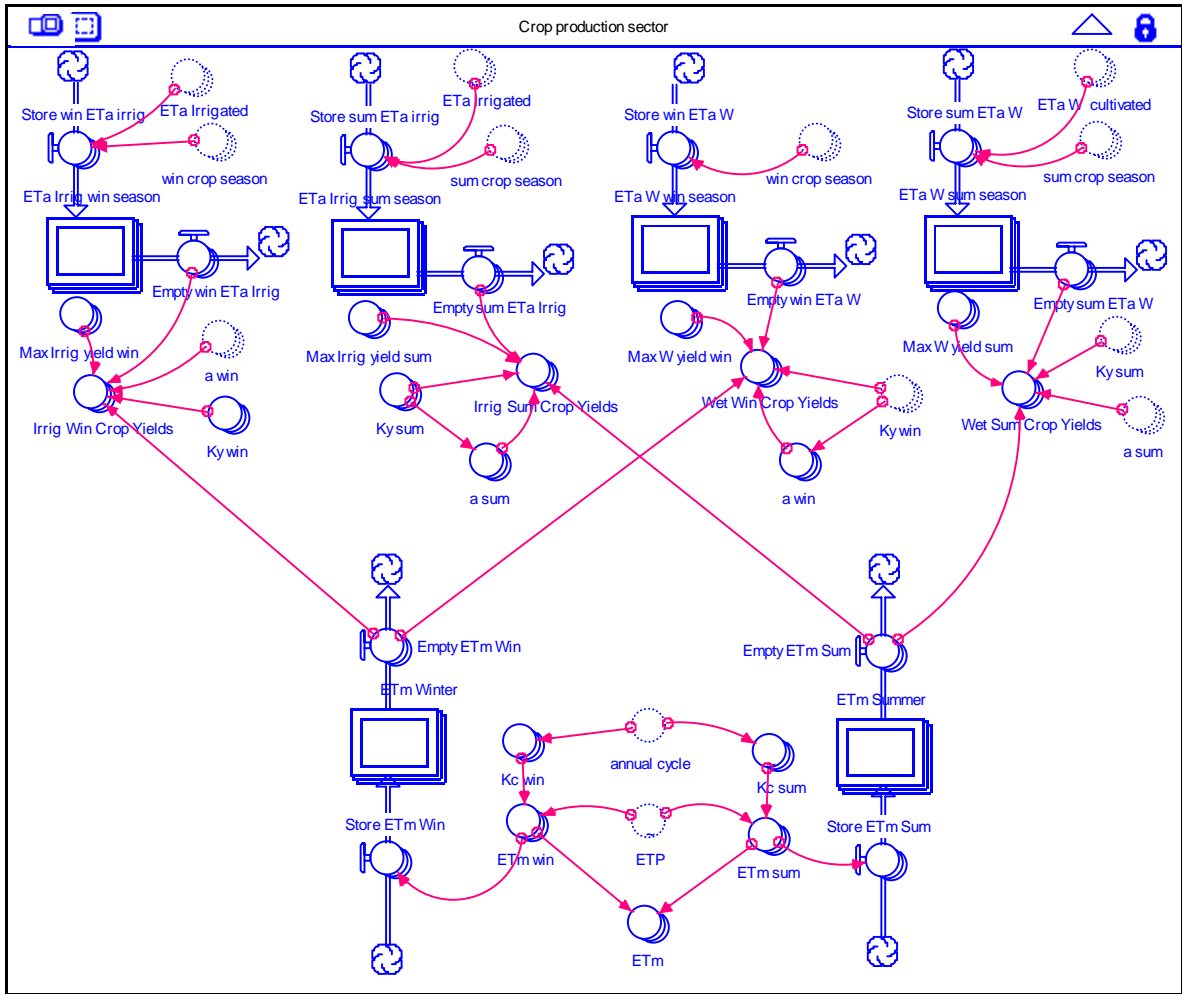 Crop production sector
Store win ETa irrig
ETa Irrigated
win crop season
ETa Irrig win season
Empty win ETa Irrig
Max Irrig yield win
a win
Irrig Win Crop Yields
Ky win
Store sum ETa irrig
ETa Irrigated
sum crop season
ETa Irrig sum season
Empty sum ETa Irrig
Max Irrig yield sum
Irrig Sum Crop Yields
Ky sum
a sum
Store win ETa W
win crop season
ETa W win season
Empty win ETa W
Max W yield win
Wet Win Crop Yields
Ky win
a win
Store sum ETa W
ETa W cultivated
sum crop season
ETa W sum season
Empty sum ETa W
Max W yield sum
Ky sum
Wet Sum Crop Yields
a sum
Empty ETm Win
ETm Winter
Store ETm Win
Empty ETm Sum
ETm Summer
Store ETm Sum
annual cycle
Kc win
Kc sum
ETm win
ETP
ETm sum
ETm